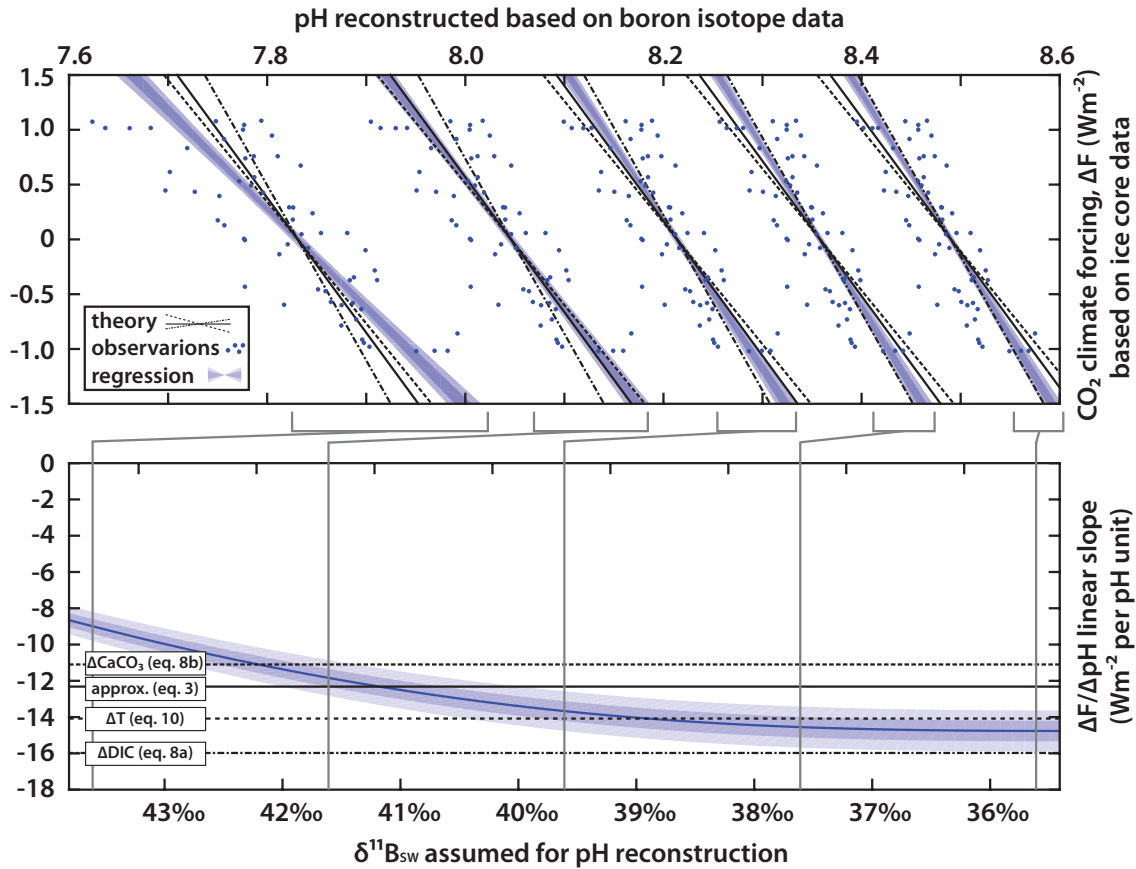 pH reconstructed based on boron isotope data
7.6 7.8 8.0 8.2 8.4 8.6
1.5
1.0
0.5
0
-0.5
-1.0
-1.5
theory
observarions
regression
CO₂ climate forcing, ΔF (Wm⁻²)
based on ice core data
0
-2
-4
-6
-8
-10
-12
-14
-16
-18
ΔCaCO₃ (eq. 8b)
approx. (eq. 3)
ΔT (eq. 10)
ΔDIC (eq. 8a)
ΔF/ΔpH linear slope
(Wm⁻² per pH unit)
43‰ 42‰ 41‰ 40‰ 39‰ 38‰ 37‰ 36‰
δ¹¹Bsw assumed for pH reconstruction